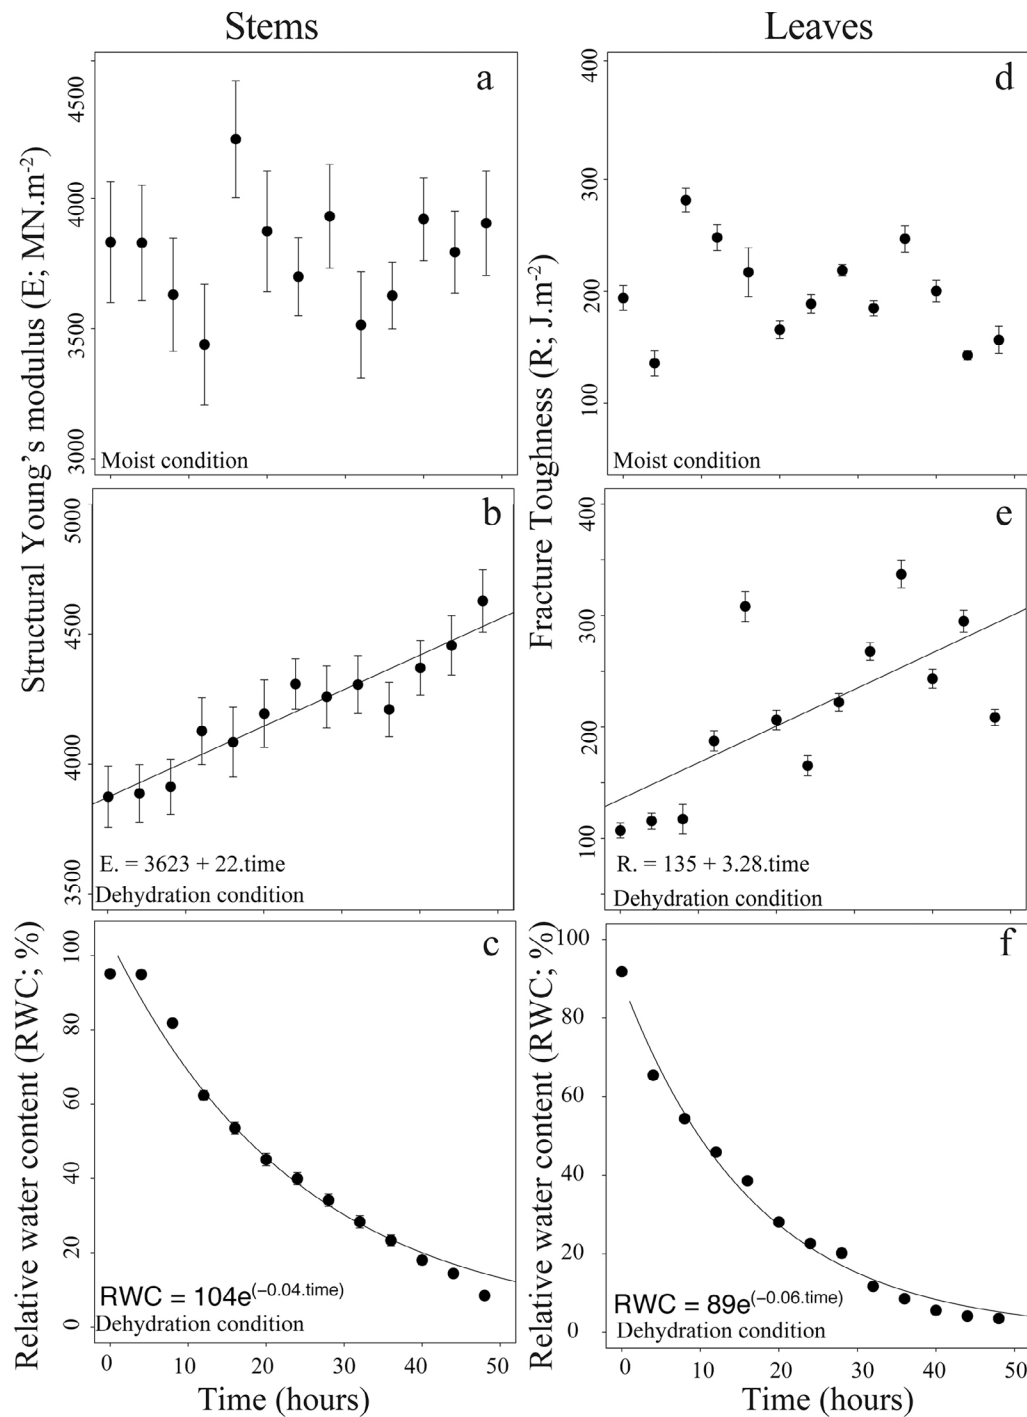 Stems
Leaves
Structural Young's modulus (E; MN.m-2)
a
4500
4000
3500
3000
Moist condition
Fracture Toughness (R; J.m-2)
d
400
300
200
100
Moist condition
b
5000
4500
4000
3500
E. = 3623 + 22.time
Dehydration condition
e
400
300
200
100
R. = 135 + 3.28.time
Dehydration condition
Relative water content (RWC; %)
c
100
80
60
40
20
0
RWC = 104e(−0.04.time)
Dehydration condition
0 10 20 30 40 50
Time (hours)
Relative water content (RWC; %)
f
100
80
60
40
20
0
RWC = 89e(−0.06.time)
Dehydration condition
0 10 20 30 40 50
Time (hours)